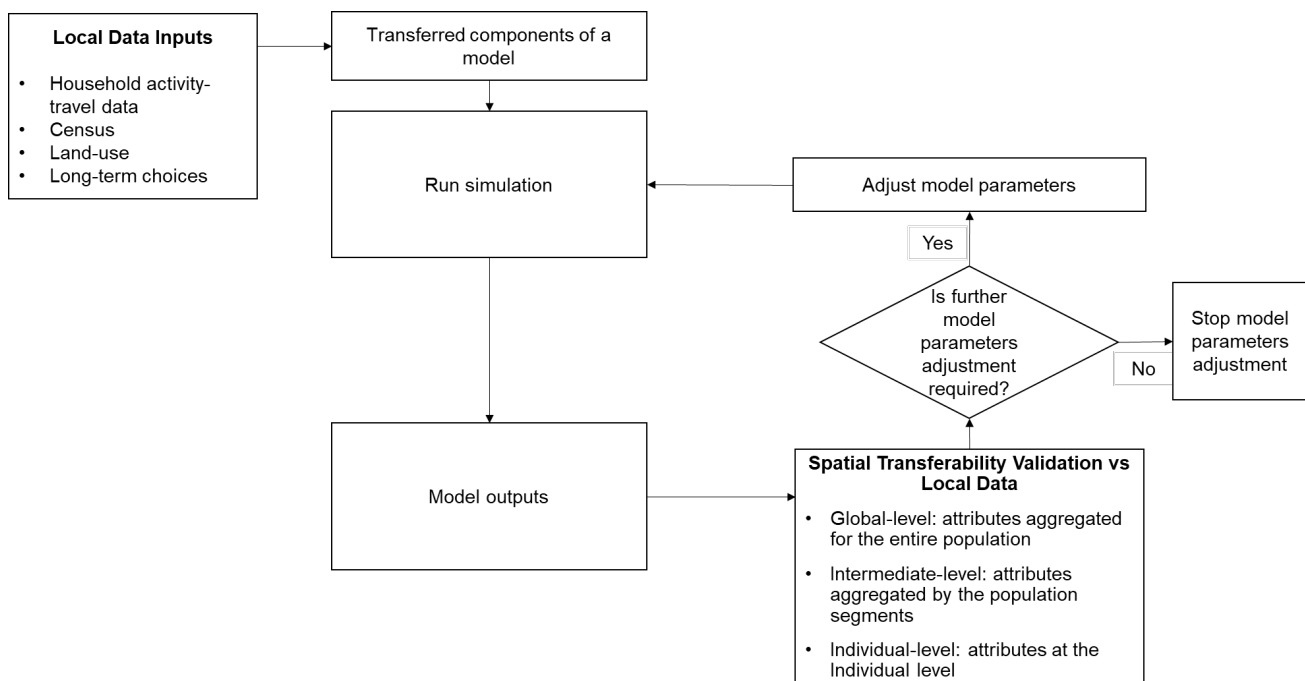 Local Data Inputs
• Household activity-
travel data
• Census
• Land-use
• Long-term choices
Transferred components of a
model
Run simulation
Adjust model parameters
Yes
Is further
model
parameters
adjustment
required?
No
Stop model
parameters
adjustment
Model outputs
Spatial Transferability Validation vs
Local Data
• Global-level: attributes aggregated
for the entire population
• Intermediate-level: attributes
aggregated by the population
segments
• Individual-level: attributes at the
Individual level